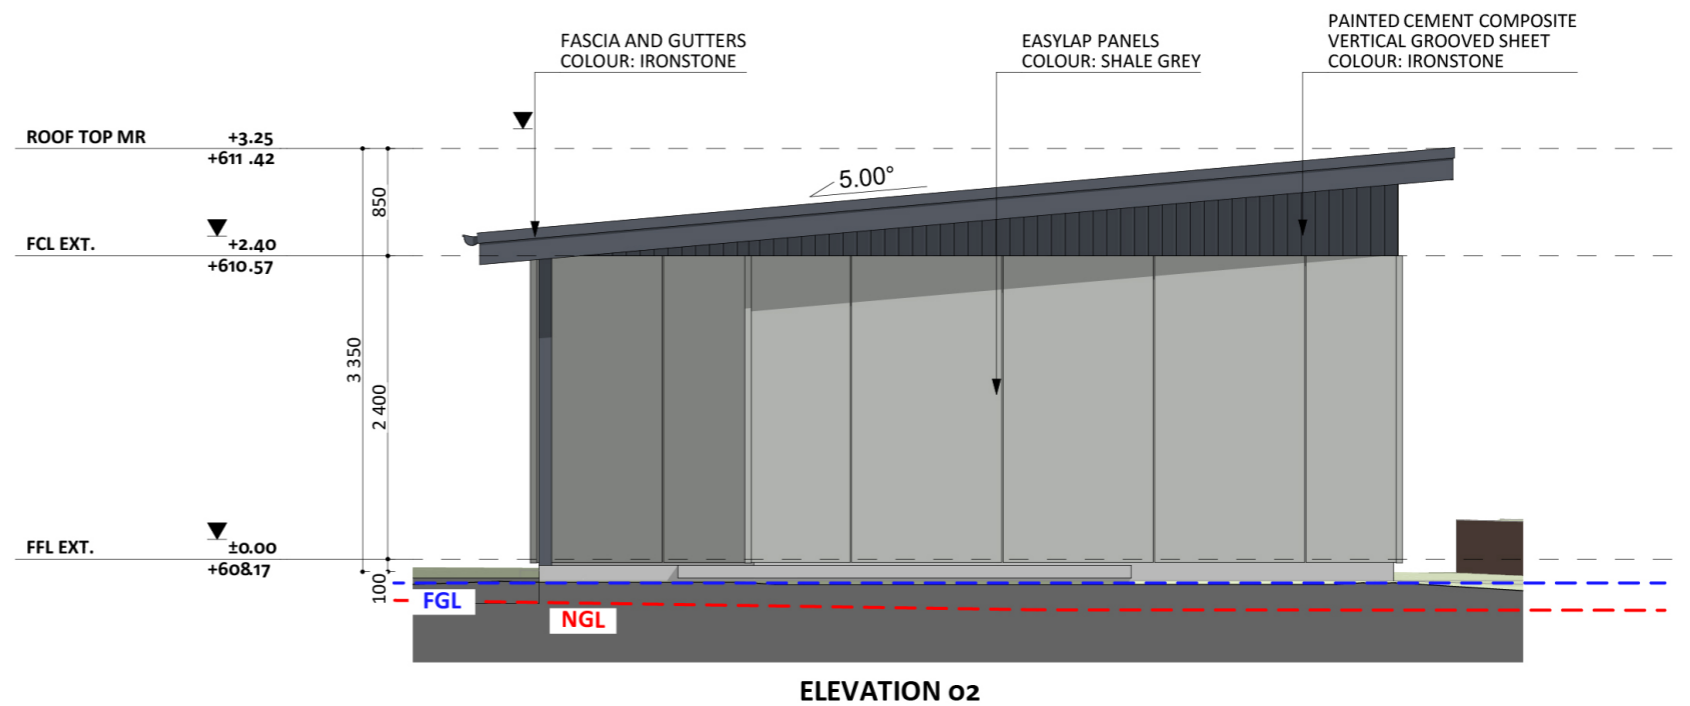 FASCIA AND GUTTERS
COLOUR: IRONSTONE
EASYLAP PANELS
COLOUR: SHALE GREY
PAINTED CEMENT COMPOSITE
VERTICAL GROOVED SHEET
COLOUR: IRONSTONE
ROOF TOP MR +3.25
+611.42
5.00°
850
FCL EXT. +2.40
+610.57
3 350
2 400
FFL EXT. ±0.00
+608.17
100
FGL
NGL
ELEVATION 02